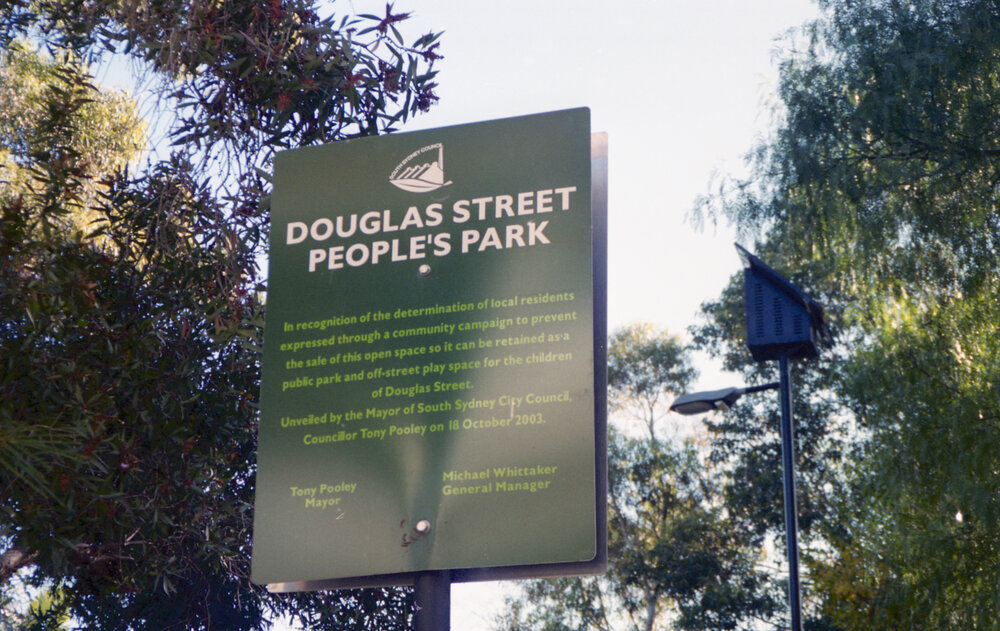 SOUTH SYDNEY COUNCIL
DOUGLAS STREET
PEOPLE'S PARK
In recognition of the determination of local residents
expressed through a community campaign to prevent
the sale of this open space so it can be retained as a
public park and off-street play space for the children
of Douglas Street.
Unveiled by the Mayor of South Sydney City Council,
Councillor Tony Pooley on 18 October 2003.
Tony Pooley
Mayor
Michael Whittaker
General Manager